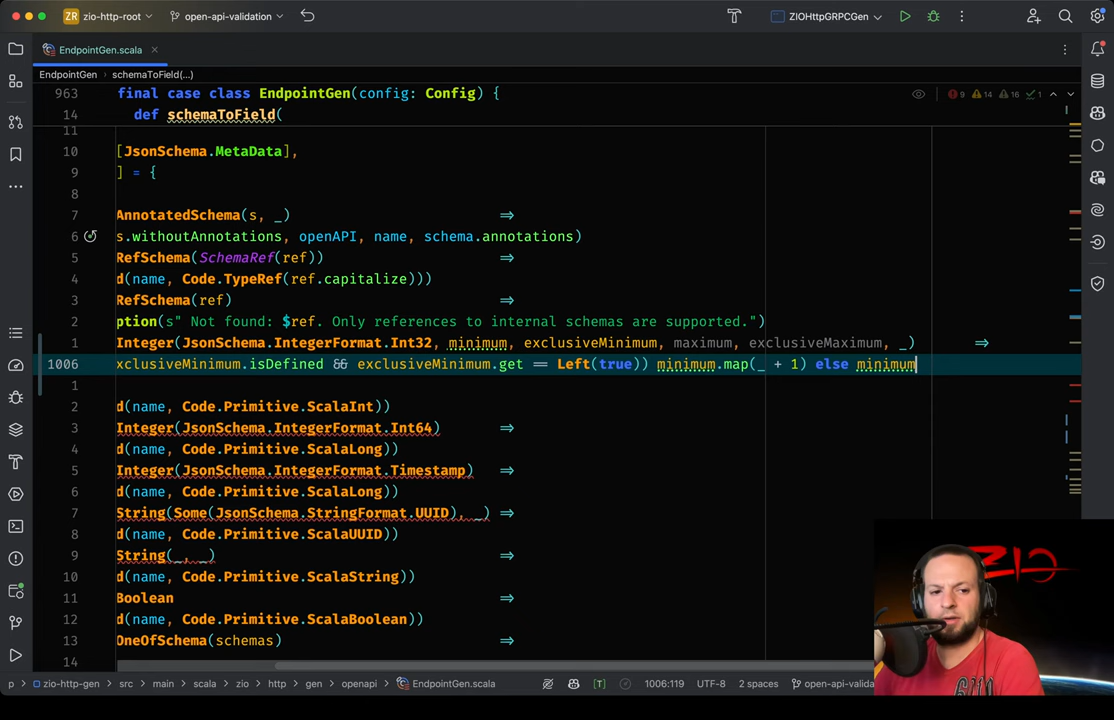 ZR zio-http-root open-api-validation ZIOHttpGRPCGen
EndpointGen.scala
EndpointGen schemaToField(...)
963 final case class EndpointGen(config: Config) { 9 14 16 1
14 def schemaToField(
11
10 [JsonSchema.MetaData],
9 ] = {
8
7 AnnotatedSchema(s, _) ⇒
6 s.withoutAnnotations, openAPI, name, schema.annotations)
5 RefSchema(SchemaRef(ref)) ⇒
4 d(name, Code.TypeRef(ref.capitalize)))
3 RefSchema(ref) ⇒
2 ption(s" Not found: $ref. Only references to internal schemas are supported.")
1 Integer(JsonSchema.IntegerFormat.Int32, minimum, exclusiveMinimum, maximum, exclusiveMaximum, _) ⇒
1006 xclusiveMinimum.isDefined && exclusiveMinimum.get == Left(true)) minimum.map(_ + 1) else minimum
1
2 d(name, Code.Primitive.ScalaInt))
3 Integer(JsonSchema.IntegerFormat.Int64) ⇒
4 d(name, Code.Primitive.ScalaLong))
5 Integer(JsonSchema.IntegerFormat.Timestamp) ⇒
6 d(name, Code.Primitive.ScalaLong))
7 String(Some(JsonSchema.StringFormat.UUID), _) ⇒
8 d(name, Code.Primitive.ScalaUUID))
9 String(_, _) ⇒
10 d(name, Code.Primitive.ScalaString))
11 Boolean ⇒
12 d(name, Code.Primitive.ScalaBoolean))
13 OneOfSchema(schemas) ⇒
14
ZIO
p zio-http-gen src main scala zio http gen openapi EndpointGen.scala [T] 1006:119 UTF-8 2 spaces open-api-valida